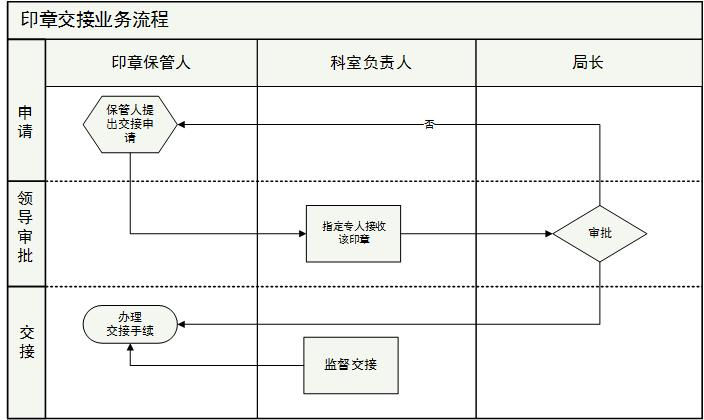 印章交接业务流程
印章保管人
科室负责人
局长
申
请
保管人提
出交接申
请
否
领
导
审
批
指定专人接收
该印章
审批
交
接
办理
交接手续
监督交接